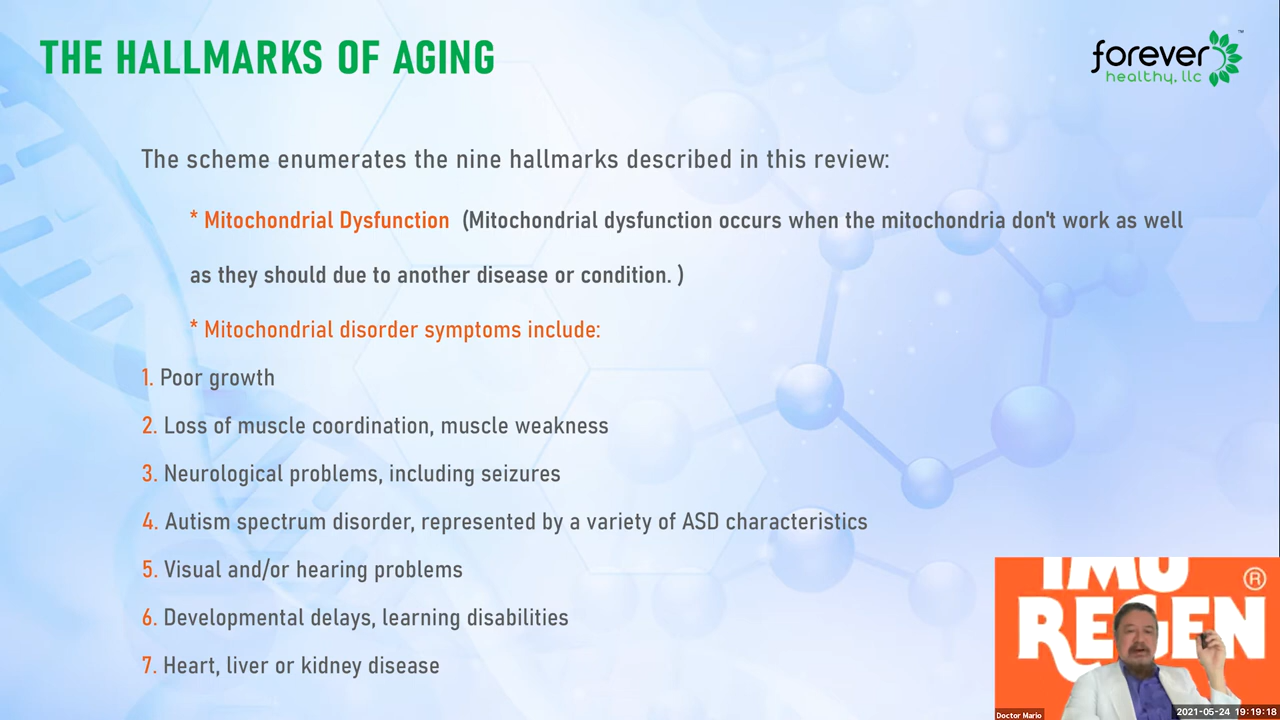 THE HALLMARKS OF AGING
forever™
healthy, llc
The scheme enumerates the nine hallmarks described in this review:
* Mitochondrial Dysfunction (Mitochondrial dysfunction occurs when the mitochondria don't work as well
as they should due to another disease or condition. )
* Mitochondrial disorder symptoms include:
1. Poor growth
2. Loss of muscle coordination, muscle weakness
3. Neurological problems, including seizures
4. Autism spectrum disorder, represented by a variety of ASD characteristics
5. Visual and/or hearing problems
6. Developmental delays, learning disabilities
7. Heart, liver or kidney disease
IMU ®
REGEN
Doctor Mario
2021-05-24 19:19:18